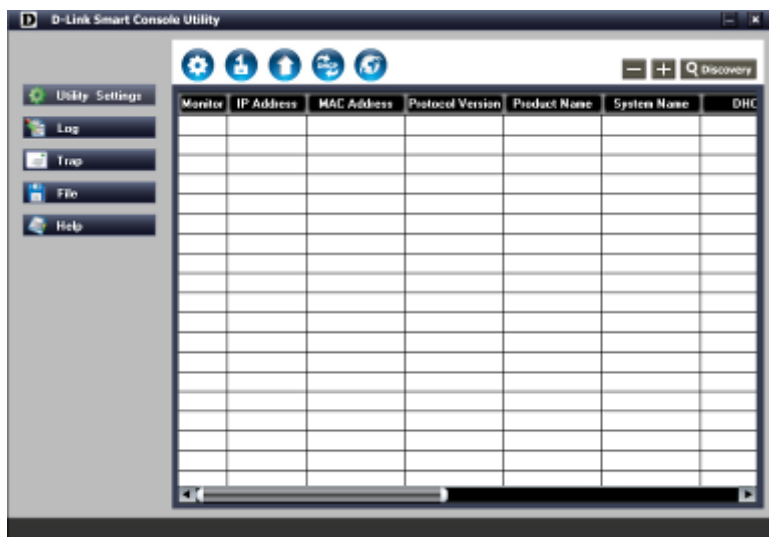 D-Link Smart Console Utility
Discovery
Utility Settings
Log
Trap
File
Help
Monitor IP Address MAC Address Protocol Version Product Name System Name DHC